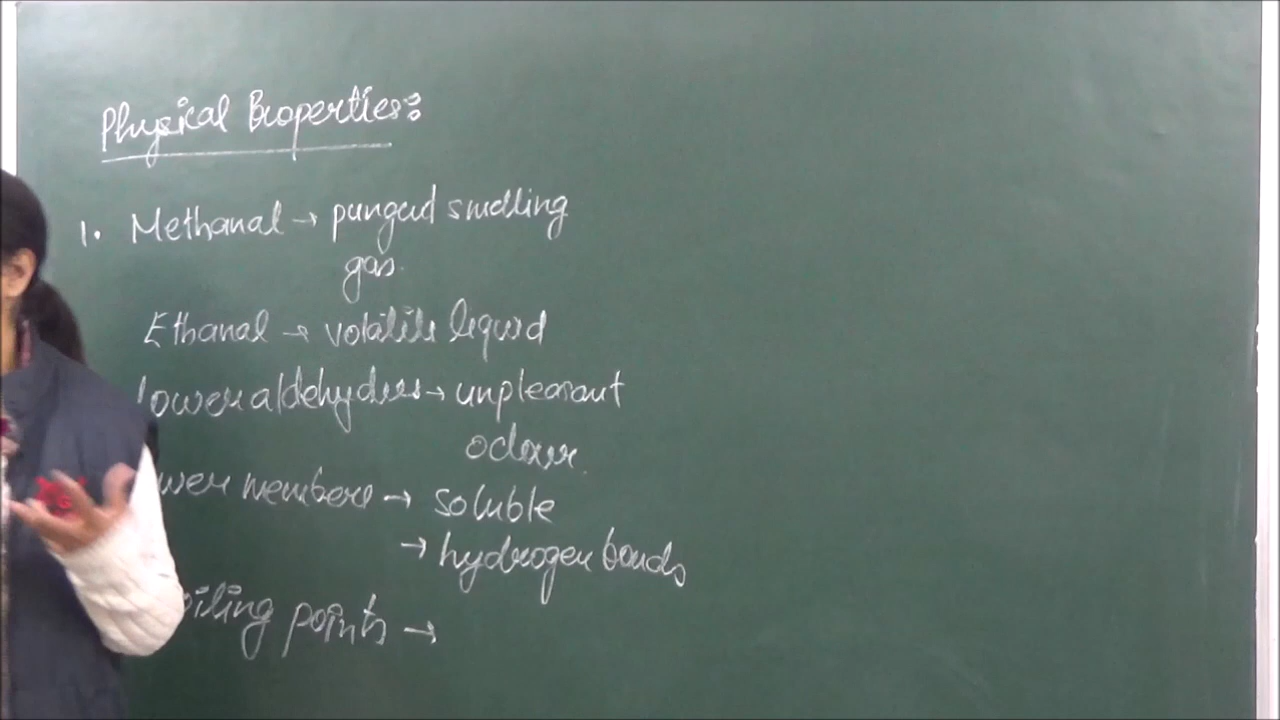 Physical Properties:
1. Methanal → pungent smelling
gas.
Ethanal → volatile liquid
lower aldehydes → unpleasant
odour.
wer members → soluble
→ hydrogen bonds
oiling points →